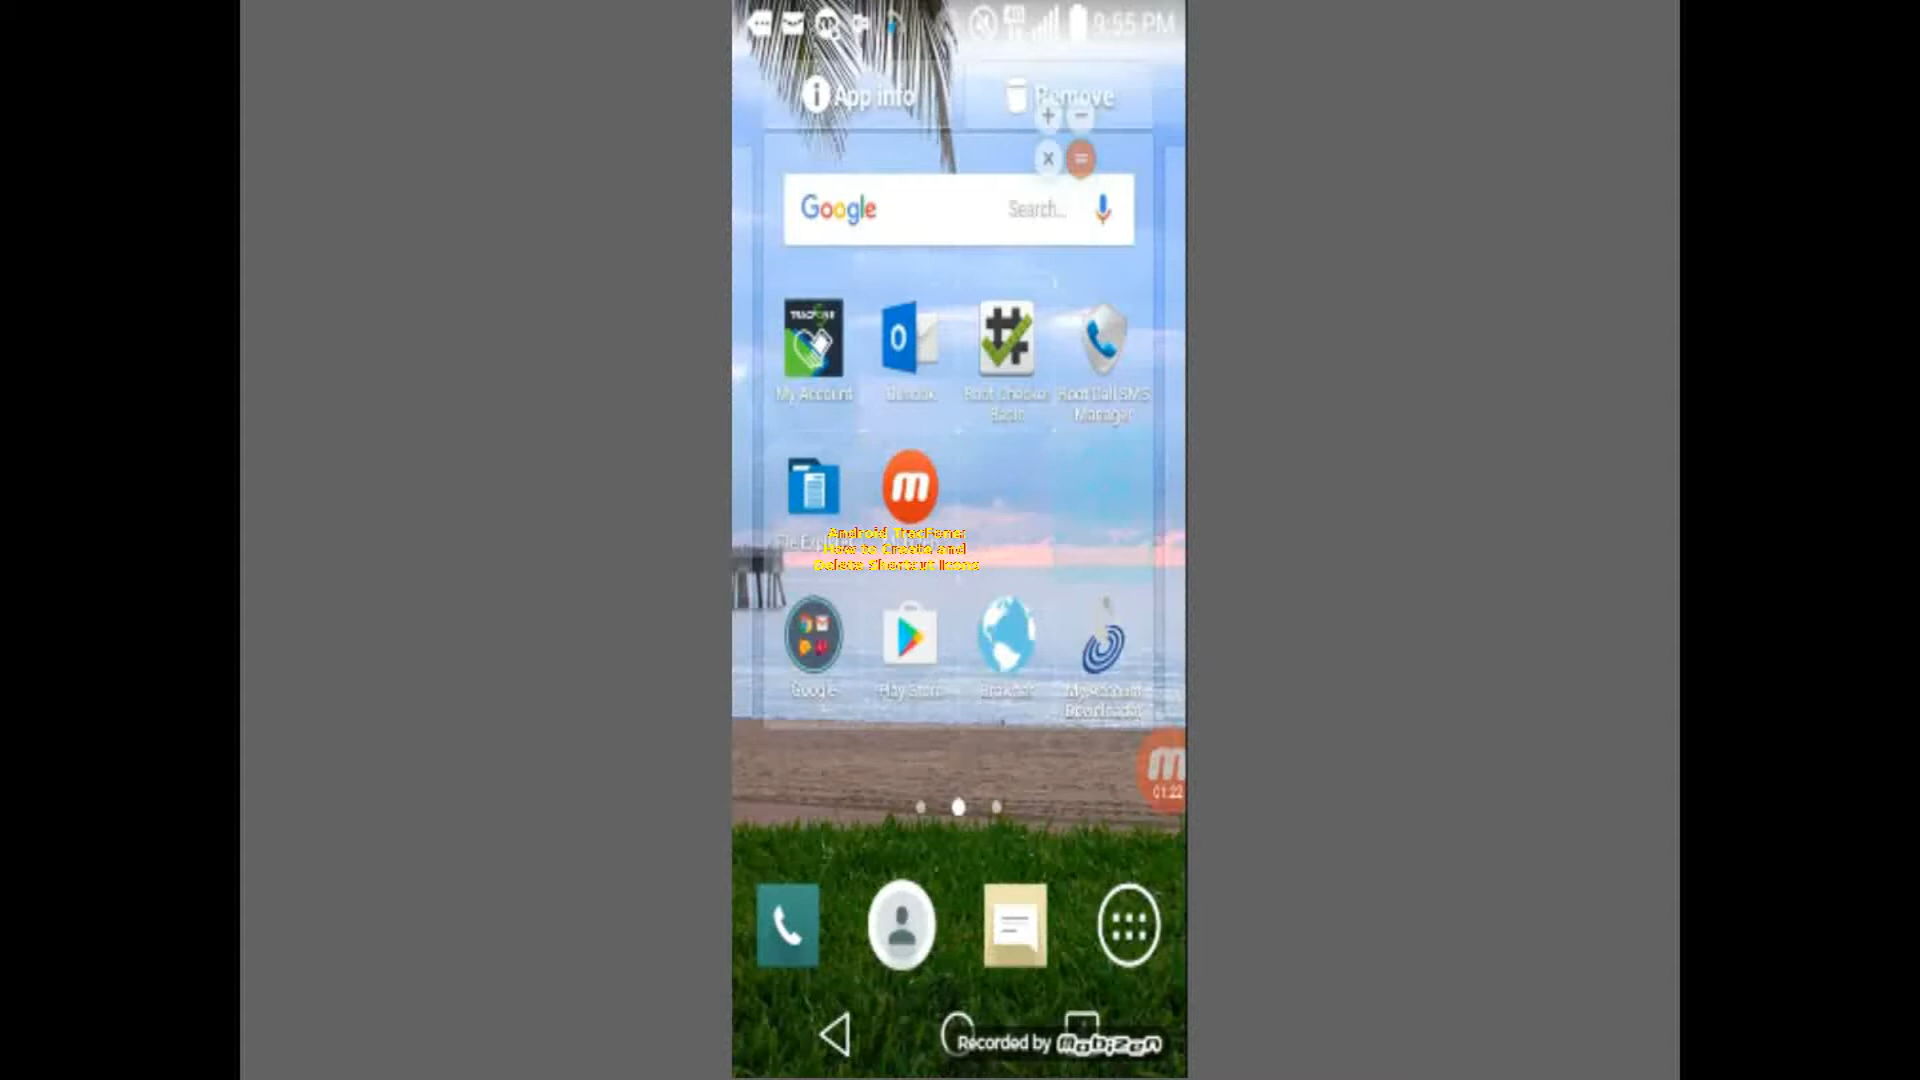 9:55 PM
App info
Remove
Google
Search...
TRACFONE
My Account
Outlook
Root Checker
Basic
Root Call SMS
Manager
File Explorer
Android TracFone:
How to Create and
Delete Shortcut Icons
Google
Play Store
Browser
My Account
Downloader
01:22
Recorded by Mobizen